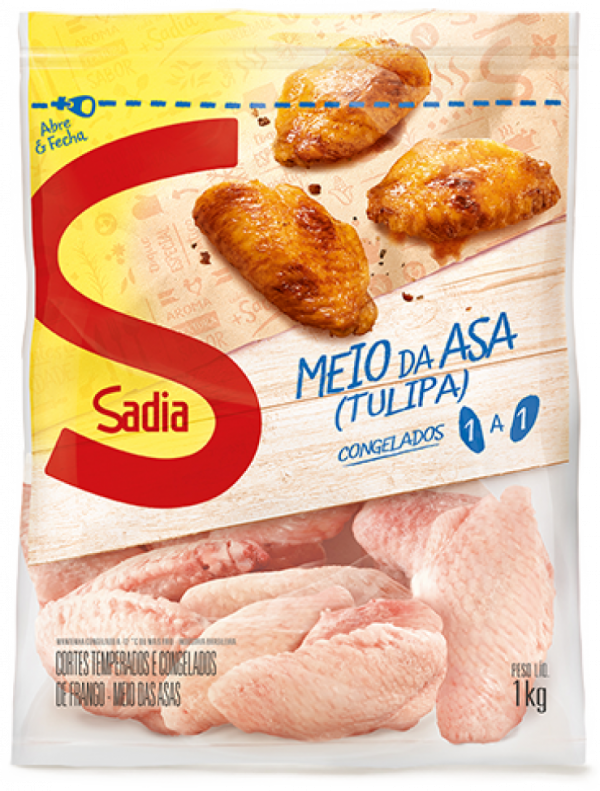 Abre
& Fecha
Sadia
MEIO DA ASA
(TULIPA)
CONGELADOS 1 A 1
CORTES TEMPERADOS E CONGELADOS
DE FRANGO - MEIO DAS ASAS
PESO LÍQ.
1kg